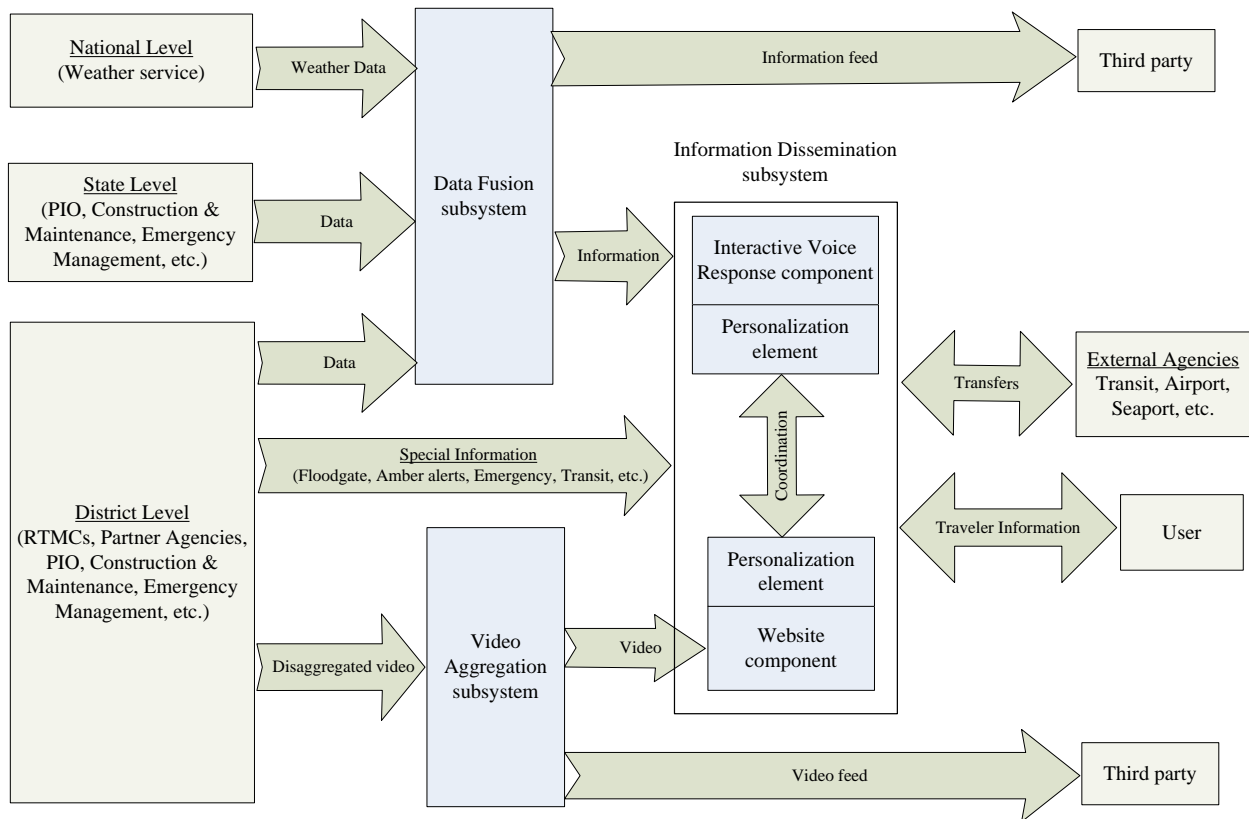 National Level
(Weather service)
Weather Data
Information feed
Third party
State Level
(PIO, Construction &
Maintenance, Emergency
Management, etc.)
Data
Data Fusion
subsystem
Information
Information Dissemination
subsystem
Interactive Voice
Response component
Personalization
element
Coordination
Personalization
element
Website
component
District Level
(RTMCs, Partner Agencies,
PIO, Construction &
Maintenance, Emergency
Management, etc.)
Data
Special Information
(Floodgate, Amber alerts, Emergency, Transit, etc.)
Disaggregated video
Video
Aggregation
subsystem
Video
Transfers
External Agencies
Transit, Airport,
Seaport, etc.
Traveler Information
User
Video feed
Third party